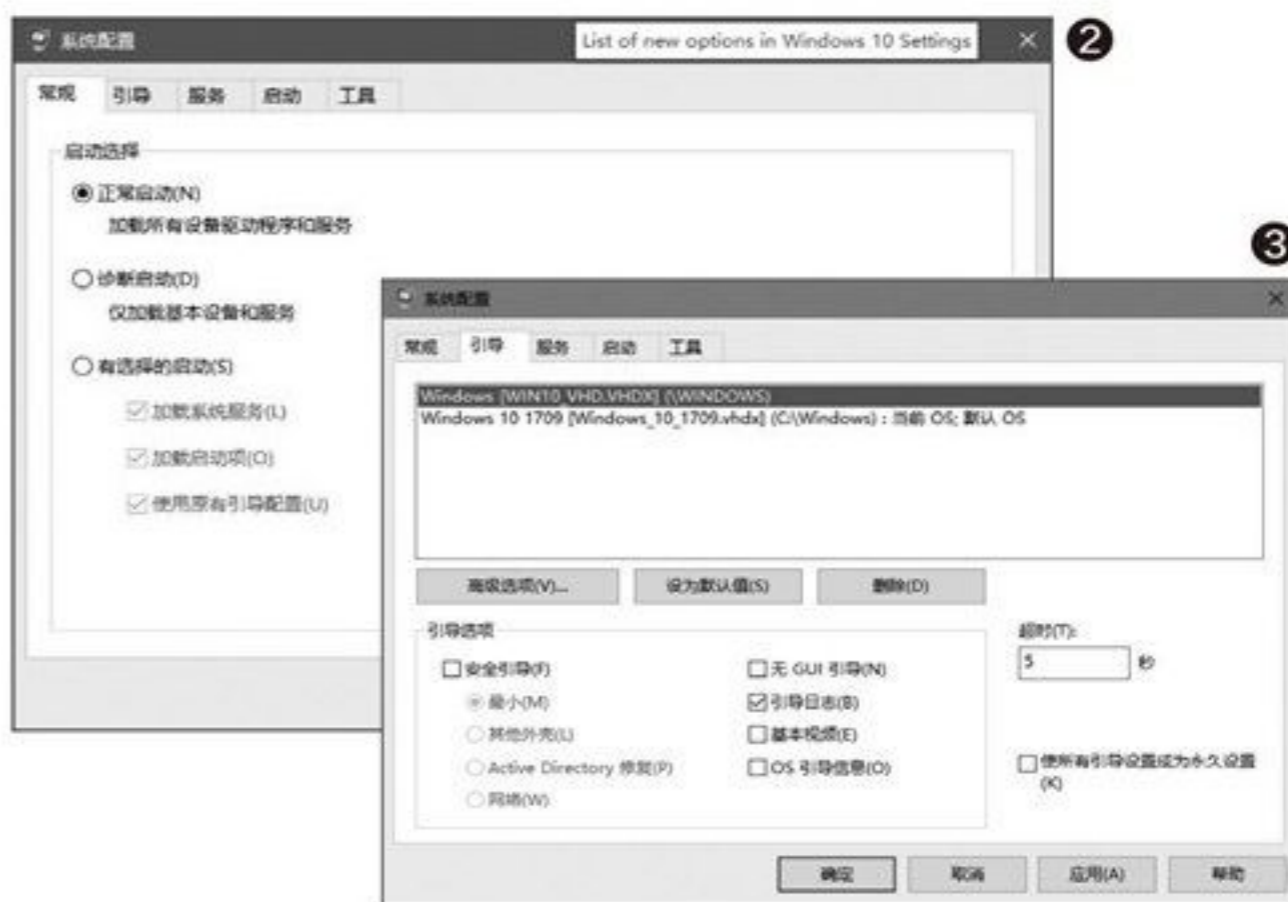 系统配置
List of new options in Windows 10 Settings
×
❷
常规 引导 服务 启动 工具
启动选择
正常启动(N)
加载所有设备驱动程序和服务
诊断启动(D)
仅加载基本设备和服务
有选择的启动(S)
加载系统服务(L)
加载启动项(O)
使用原有引导配置(U)
❸
系统配置
×
常规 引导 服务 启动 工具
Windows [WIN10_VHD.VHDX] (\WINDOWS)
Windows 10 1709 [Windows_10_1709.vhdx] (C:\Windows) : 当前 OS; 默认 OS
高级选项(V)... 设为默认值(S) 删除(D)
引导选项
安全引导(F)
最小(M)
其他外壳(L)
Active Directory 修复(P)
网络(W)
无 GUI 引导(N)
引导日志(B)
基本视频(E)
OS 引导信息(O)
超时(T):
5 秒
使所有引导设置成为永久设置
(K)
确定 取消 应用(A) 帮助